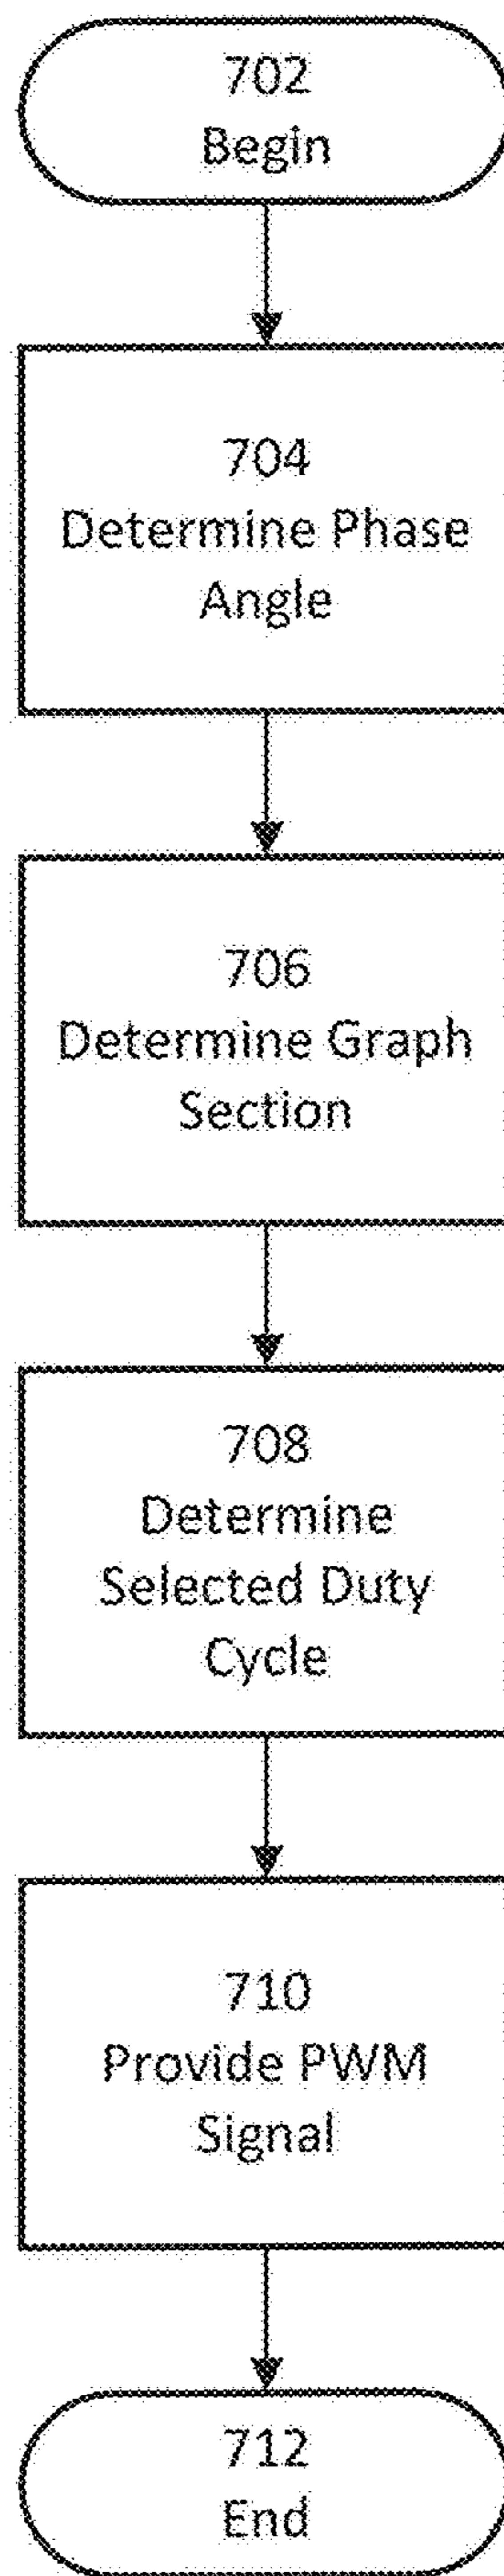 702
Begin
704
Determine Phase
Angle
706
Determine Graph
Section
708
Determine
Selected Duty
Cycle
710
Provide PWM
Signal
712
End